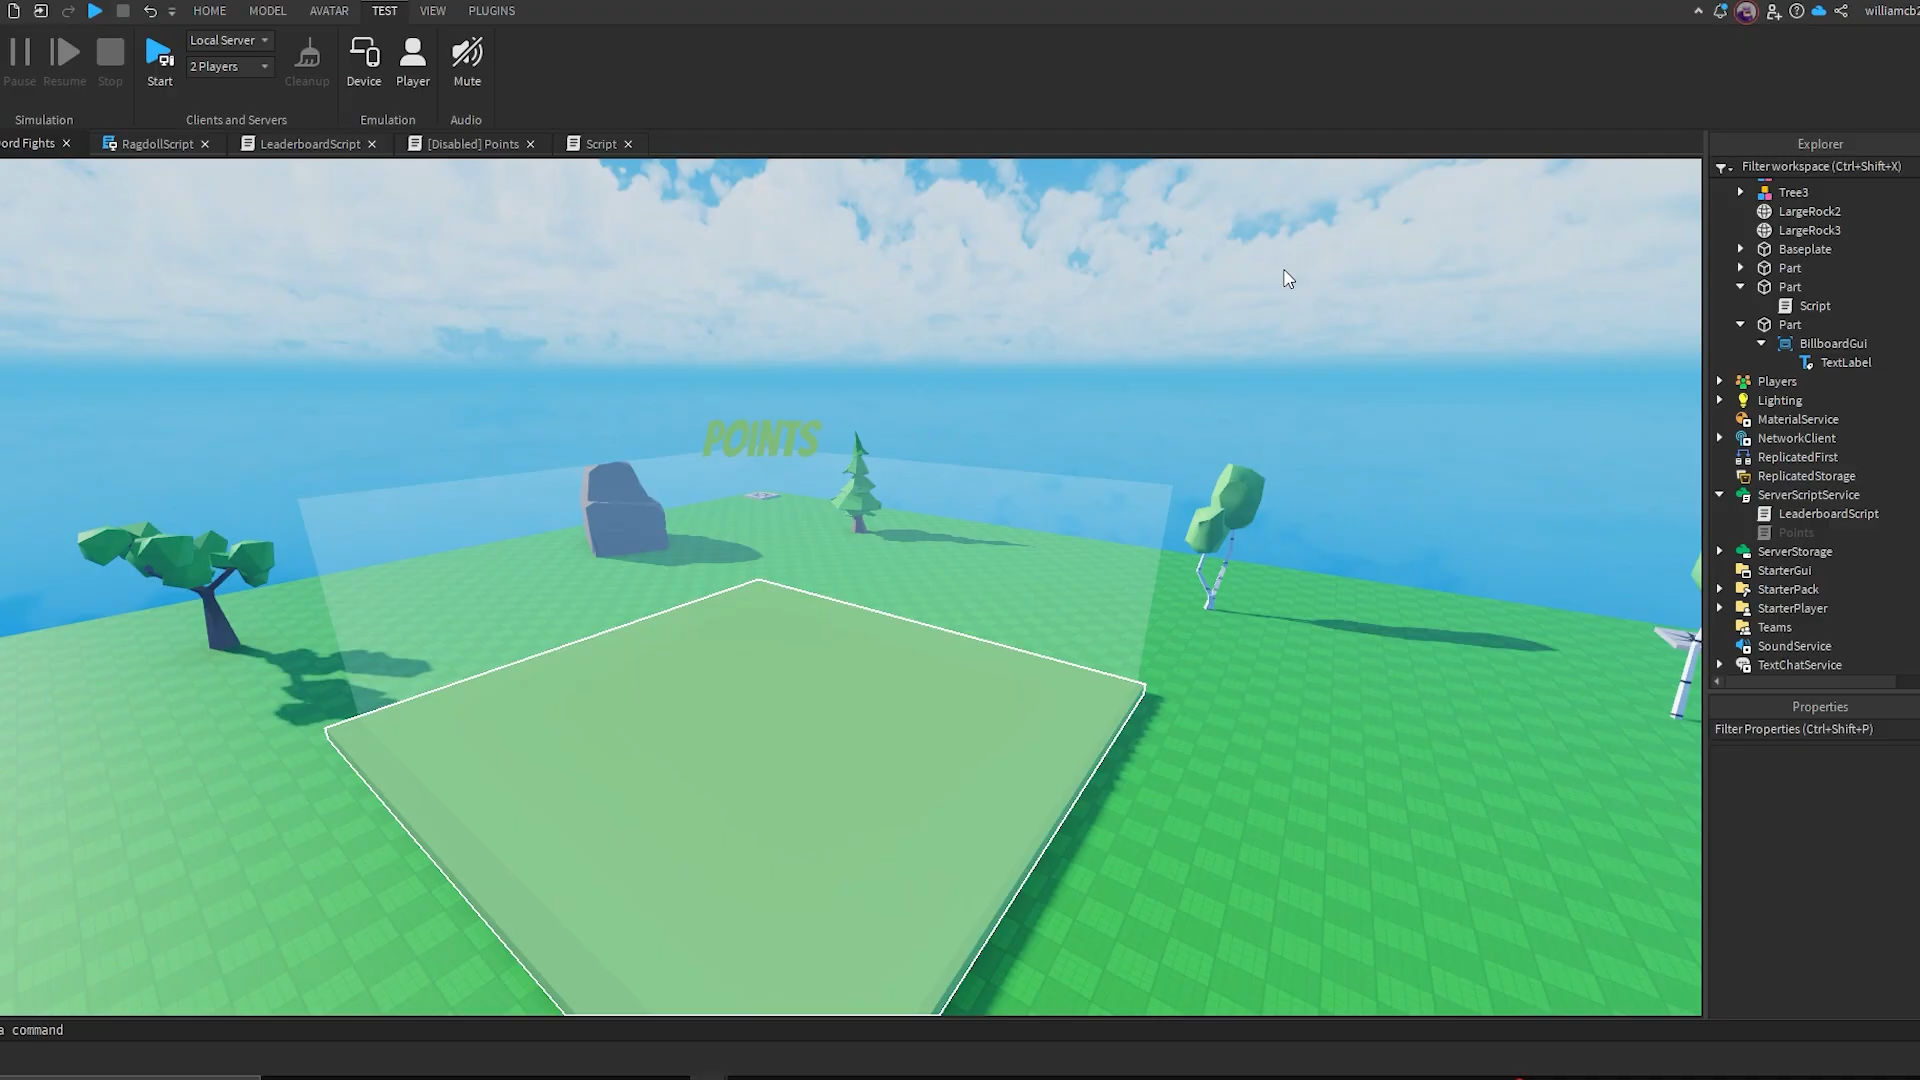 HOME MODEL AVATAR TEST VIEW PLUGINS
williamcb2
Pause Resume Stop
Simulation
Start
Local Server
2 Players
Cleanup
Clients and Servers
Device Player
Emulation
Mute
Audio
ord Fights
RagdollScript
LeaderboardScript
[Disabled] Points
Script
POINTS
Explorer
Filter workspace (Ctrl+Shift+X)
Tree3
LargeRock2
LargeRock3
Baseplate
Part
Part
Script
Part
BillboardGui
TextLabel
Players
Lighting
MaterialService
NetworkClient
ReplicatedFirst
ReplicatedStorage
ServerScriptService
LeaderboardScript
Points
ServerStorage
StarterGui
StarterPack
StarterPlayer
Teams
SoundService
TextChatService
Properties
Filter Properties (Ctrl+Shift+P)
a command